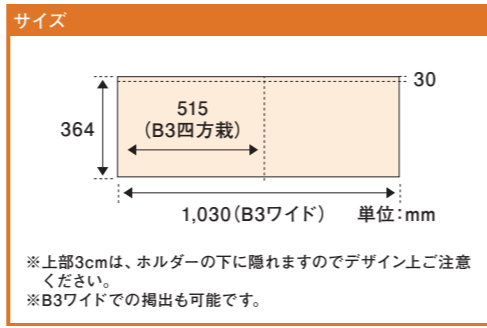 サイズ
30
515
364
(B3四方裁)
1,030(B3ワイド)
単位:mm
※上部3cmは、ホルダーの下に隠れますのでデザイン上ご注意
ください。
※B3ワイドでの掲出も可能です。